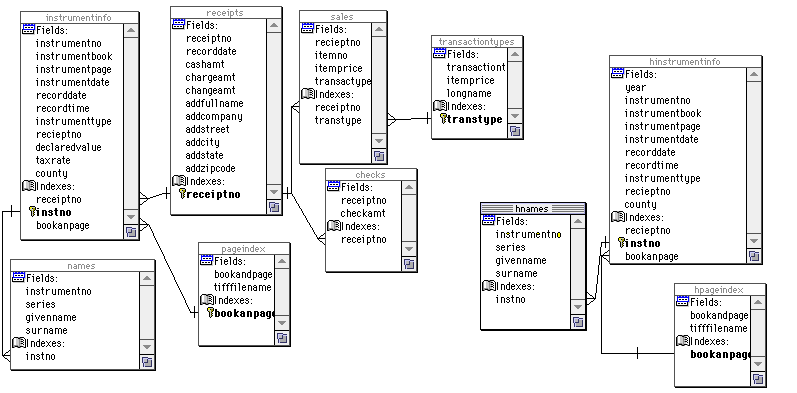 instrumentinfo
Fields:
instrumentno
instrumentbook
instrumentpage
instrumentdate
recorddate
recordtime
instrumenttype
recieptno
declaredvalue
taxrate
county
Indexes:
receiptno
instno
bookanpage
receipts
Fields:
receiptno
recorddate
cashamt
chargeamt
changeamt
addfullname
addcompany
addstreet
addcity
addstate
addzipcode
Indexes:
receiptno
sales
Fields:
recieptno
itemno
itemprice
transactype
Indexes:
receiptno
transtype
transactiontypes
Fields:
transactiont
itemprice
longname
Indexes:
transtype
checks
Fields:
receiptno
checkamt
Indexes:
receiptno
names
Fields:
instrumentno
series
givenname
surname
Indexes:
instno
pageindex
Fields:
bookandpage
tifffilename
Indexes:
bookanpage
hnames
Fields:
instrumentno
series
givenname
surname
Indexes:
instno
hinstrumentinfo
Fields:
year
instrumentno
instrumentbook
instrumentpage
instrumentdate
recorddate
recordtime
instrumenttype
recieptno
county
Indexes:
recieptno
instno
bookanpage
hpageindex
Fields:
bookandpage
tifffilename
Indexes:
bookanpage